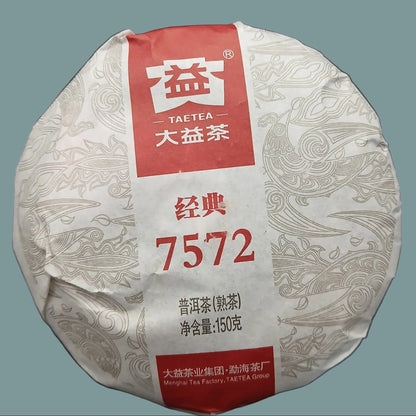 益®
TAETEA
大益茶
经典
7572
普洱茶(熟茶)
净含量:150克
大益茶业集团·勐海茶厂
Menghai Tea Factory, TAETEA Group